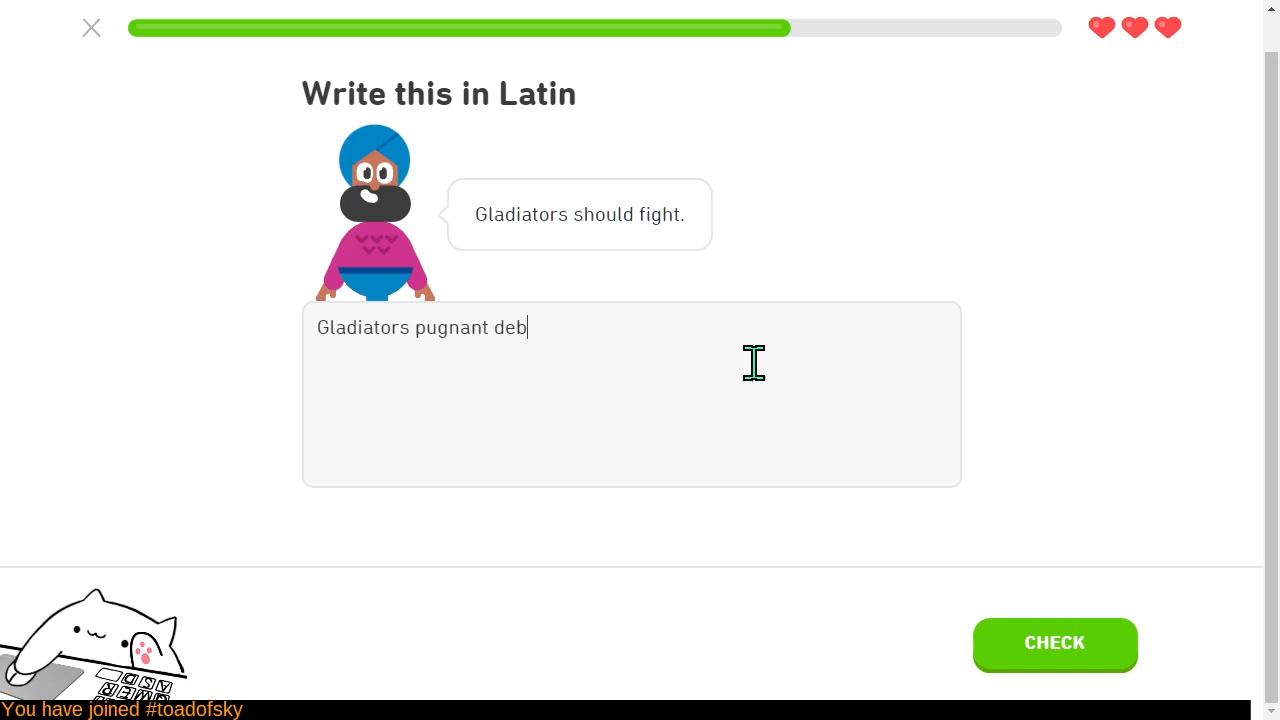 Write this in Latin
Gladiators should fight.
Gladiators pugnant deb
CHECK
A S D
Q W E R
You have joined #toadofsky